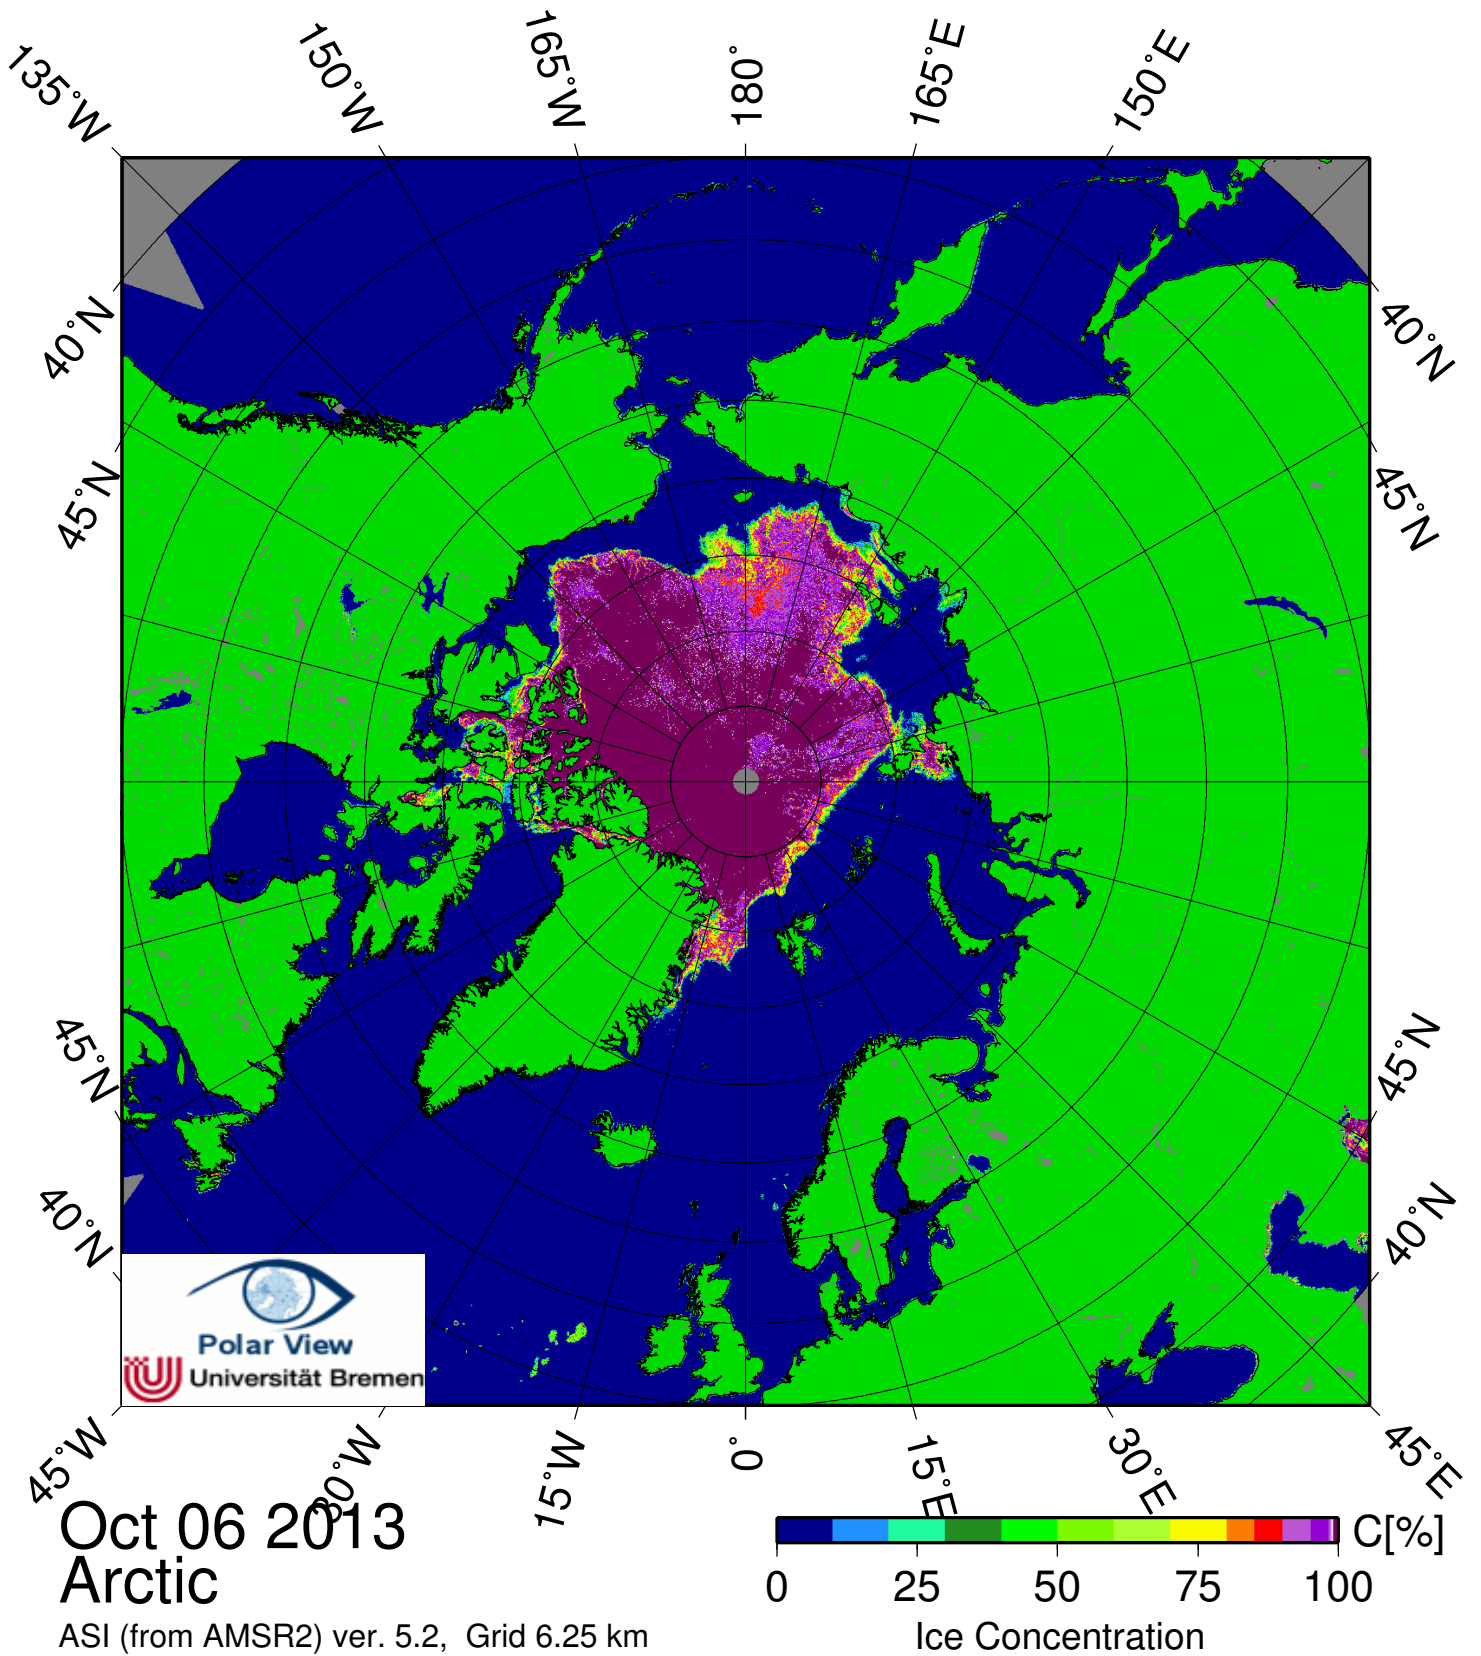 135°W
150°W
165°W
180°
165°E
150°E
40°N
40°N
45°N
45°N
45°N
45°N
40°N
40°N
Polar View
Universität Bremen
45°W
30°W
15°W
0°
15°E
30°E
45°E
Oct 06 2013
Arctic
ASI (from AMSR2) ver. 5.2, Grid 6.25 km
C[%]
0 25 50 75 100
Ice Concentration